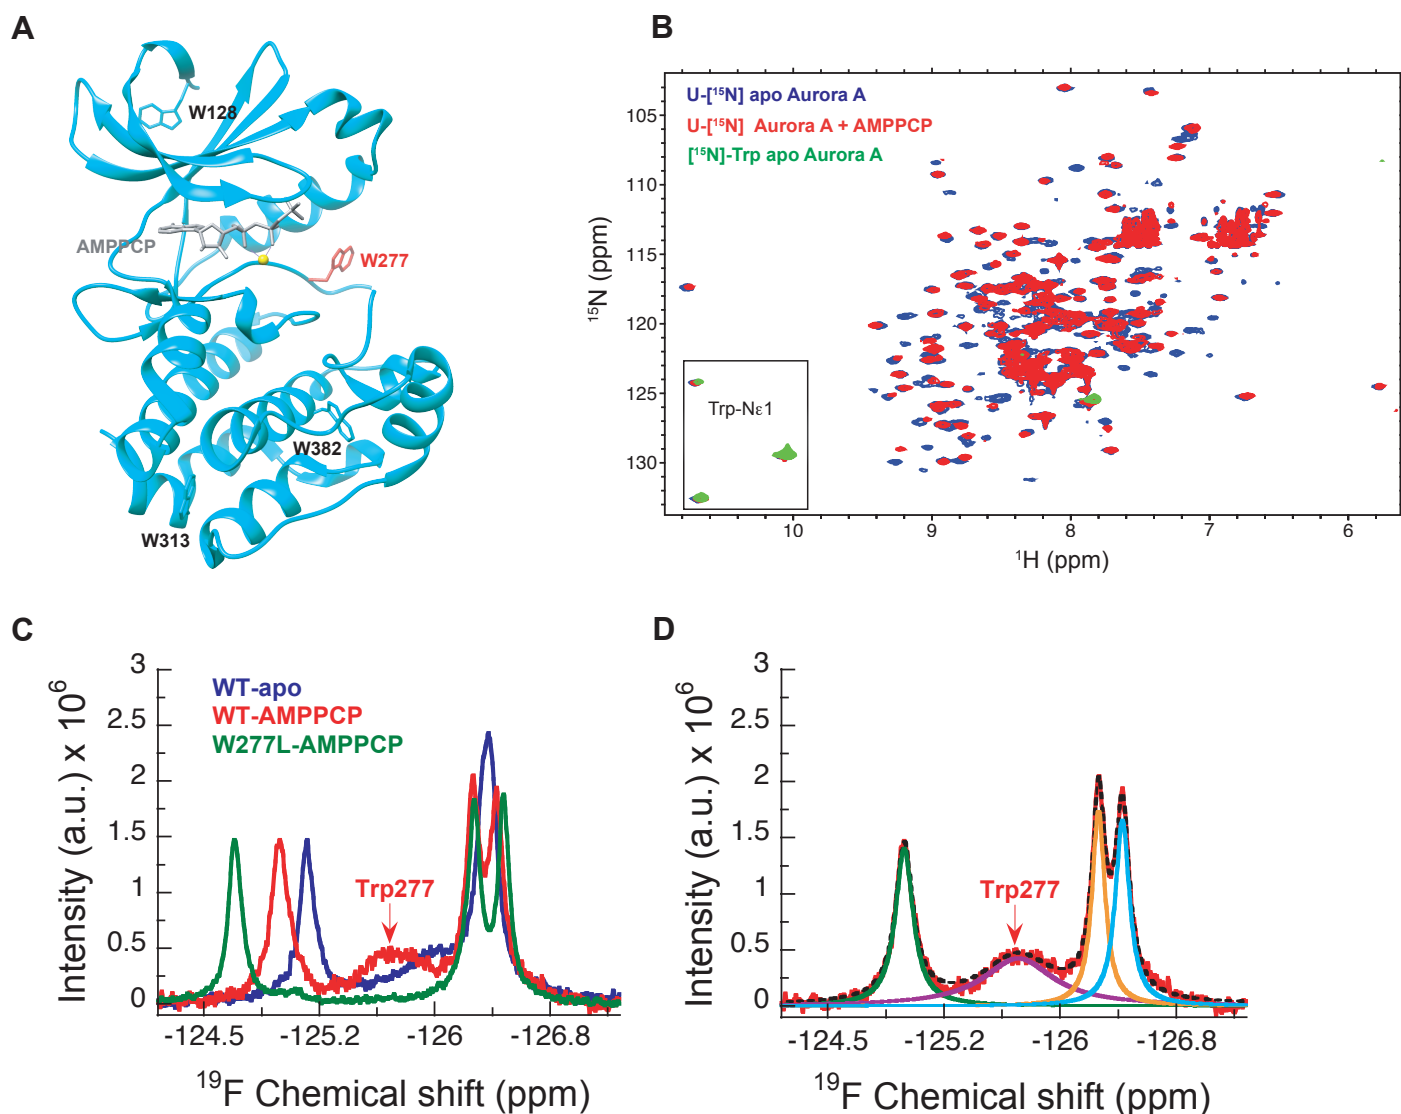 A
W128
AMPPCP
W277
W382
W313
B
U-[¹⁵N] apo Aurora A
U-[¹⁵N] Aurora A + AMPPCP
[¹⁵N]-Trp apo Aurora A
105
110
115
120
125
130
¹⁵N (ppm)
Trp-Nε1
10
9
8
7
6
¹H (ppm)
C
3
2.5
2
1.5
1
0.5
0
Intensity (a.u.) x 10⁶
WT-apo
WT-AMPPCP
W277L-AMPPCP
Trp277
-124.5
-125.2
-126
-126.8
¹⁹F Chemical shift (ppm)
D
3
2.5
2
1.5
1
0.5
0
Intensity (a.u.) x 10⁶
Trp277
-124.5
-125.2
-126
-126.8
¹⁹F Chemical shift (ppm)